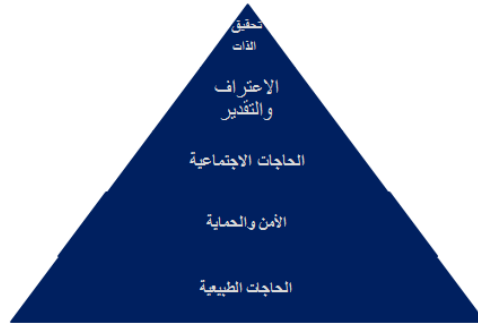 تحقيق
الذات
الاعتراف
والتقدير
الحاجات الاجتماعية
الأمن والحماية
الحاجات الطبيعية